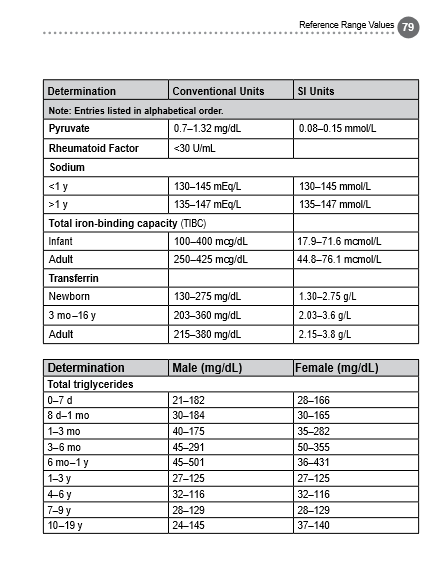 Reference Range Values 79
Determination Conventional Units SI Units
Note: Entries listed in alphabetical order.
Pyruvate 0.7–1.32 mg/dL 0.08–0.15 mmol/L
Rheumatoid Factor <30 U/mL
Sodium
<1 y 130–145 mEq/L 130–145 mmol/L
>1 y 135–147 mEq/L 135–147 mmol/L
Total iron-binding capacity (TIBC)
Infant 100–400 mcg/dL 17.9–71.6 mcmol/L
Adult 250–425 mcg/dL 44.8–76.1 mcmol/L
Transferrin
Newborn 130–275 mg/dL 1.30–2.75 g/L
3 mo–16 y 203–360 mg/dL 2.03–3.6 g/L
Adult 215–380 mg/dL 2.15–3.8 g/L
Determination Male (mg/dL) Female (mg/dL)
Total triglycerides
0–7 d 21–182 28–166
8 d–1 mo 30–184 30–165
1–3 mo 40–175 35–282
3–6 mo 45–291 50–355
6 mo–1 y 45–501 36–431
1–3 y 27–125 27–125
4–6 y 32–116 32–116
7–9 y 28–129 28–129
10–19 y 24–145 37–140